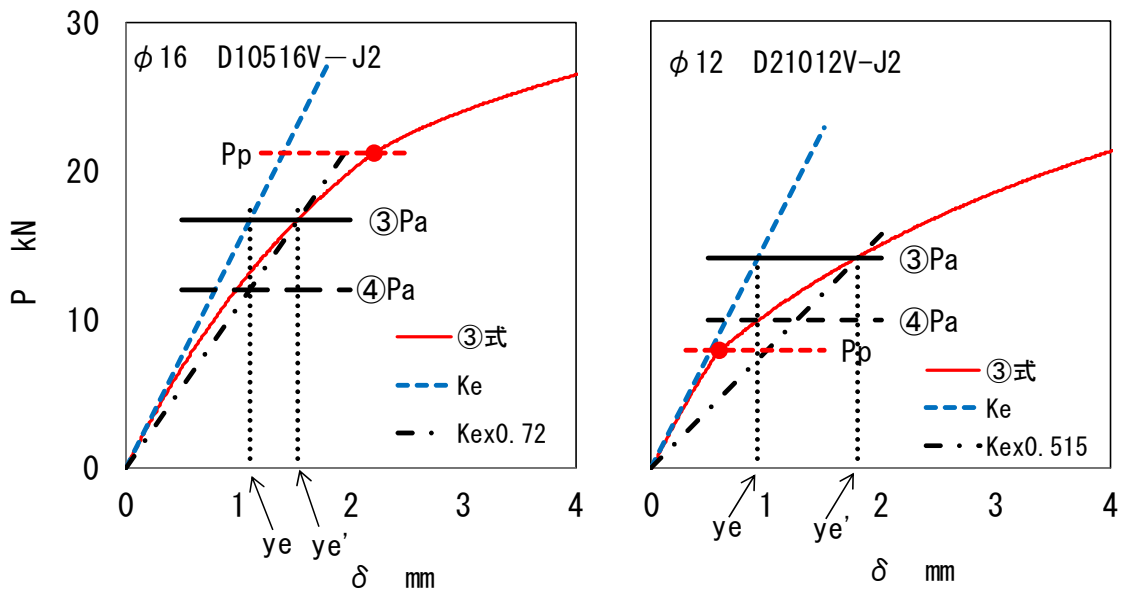 30
20
10
0
P kN
φ16 D10516V－J2
Pp
③Pa
④Pa
③式
Ke
Kex0.72
0 1 2 3 4
ye
ye'
δ mm
φ12 D21012V-J2
③Pa
④Pa
Pp
③式
Ke
Kex0.515
0 1 2 3 4
ye
ye'
δ mm